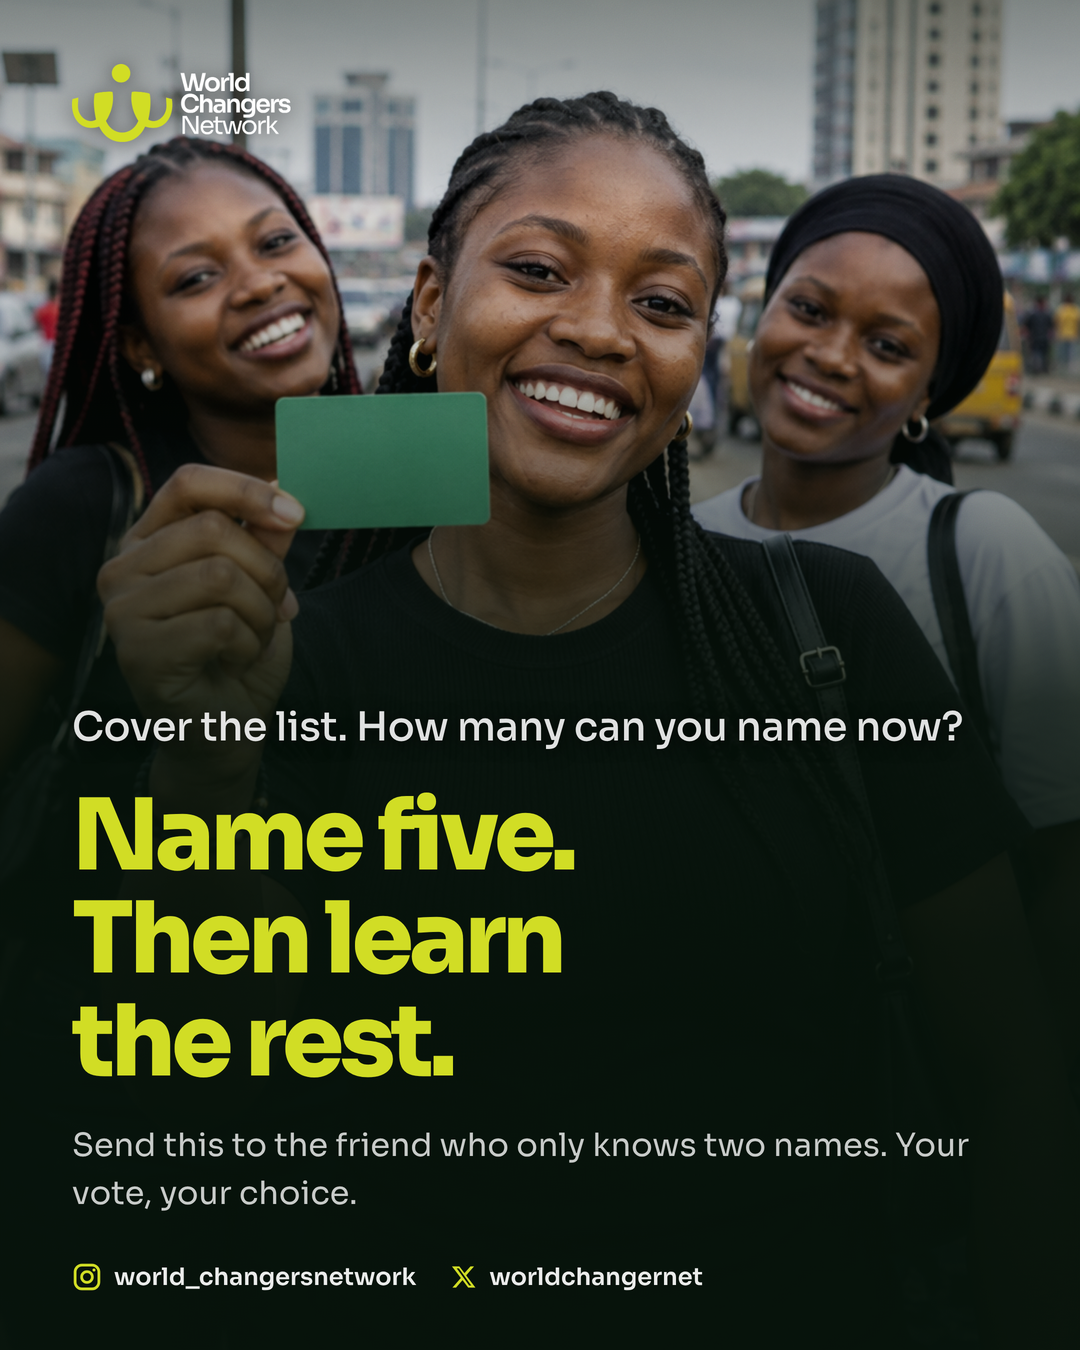 World
Changers
Network
Cover the list. How many can you name now?
Name five.
Then learn
the rest.
Send this to the friend who only knows two names. Your
vote, your choice.
world_changersnetwork
worldchangernet